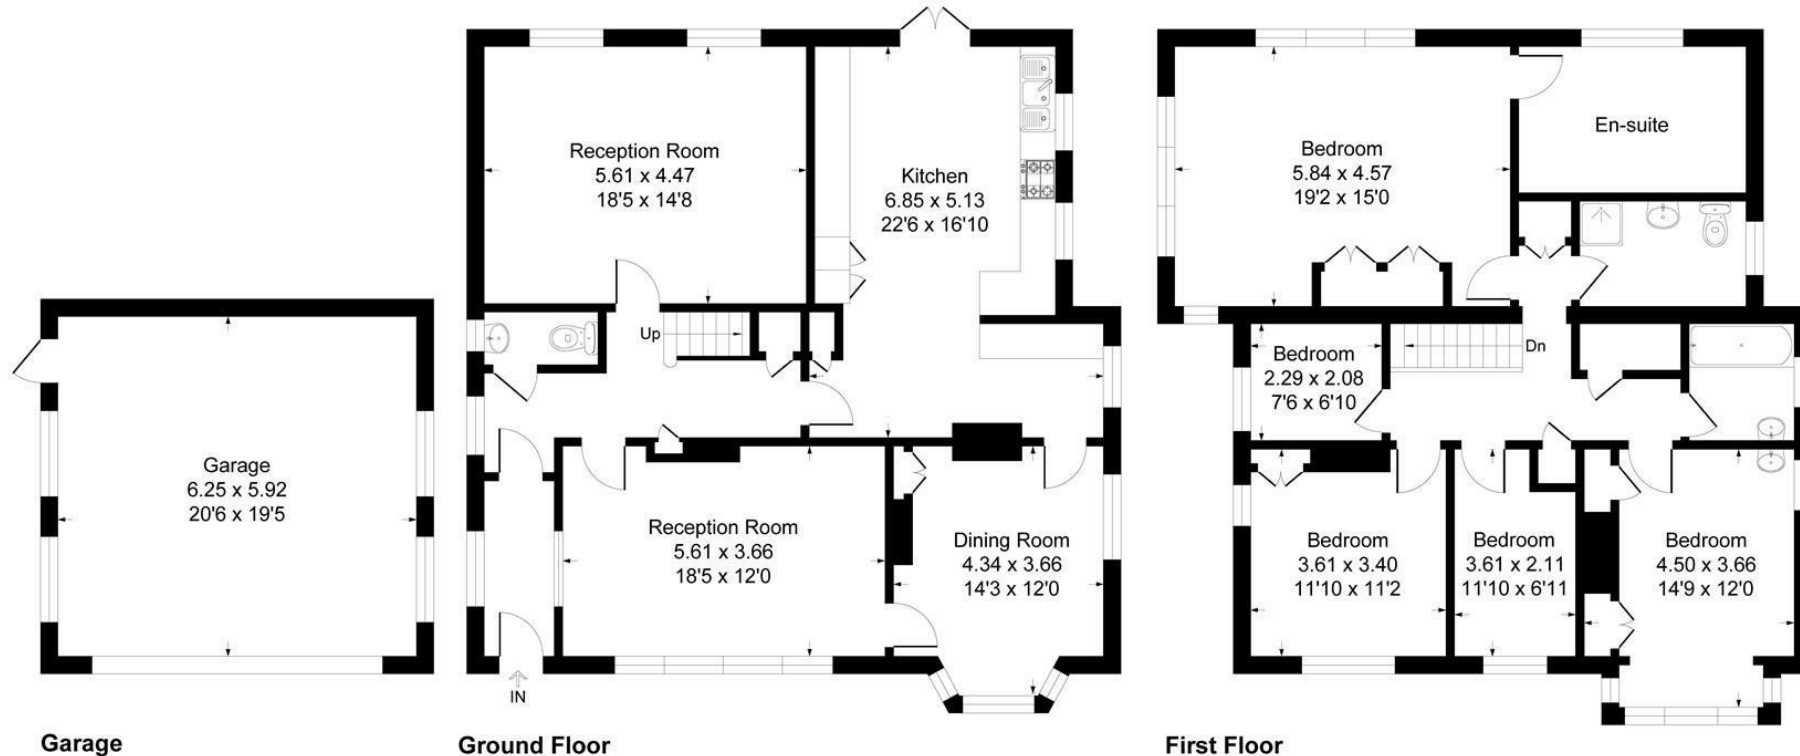 Garage
6.25 x 5.92
20'6 x 19'5
Garage
Reception Room
5.61 x 4.47
18'5 x 14'8
Kitchen
6.85 x 5.13
22'6 x 16'10
Up
Reception Room
5.61 x 3.66
18'5 x 12'0
Dining Room
4.34 x 3.66
14'3 x 12'0
IN
Ground Floor
Bedroom
5.84 x 4.57
19'2 x 15'0
En-suite
Bedroom
2.29 x 2.08
7'6 x 6'10
Dn
Bedroom
3.61 x 3.40
11'10 x 11'2
Bedroom
3.61 x 2.11
11'10 x 6'11
Bedroom
4.50 x 3.66
14'9 x 12'0
First Floor